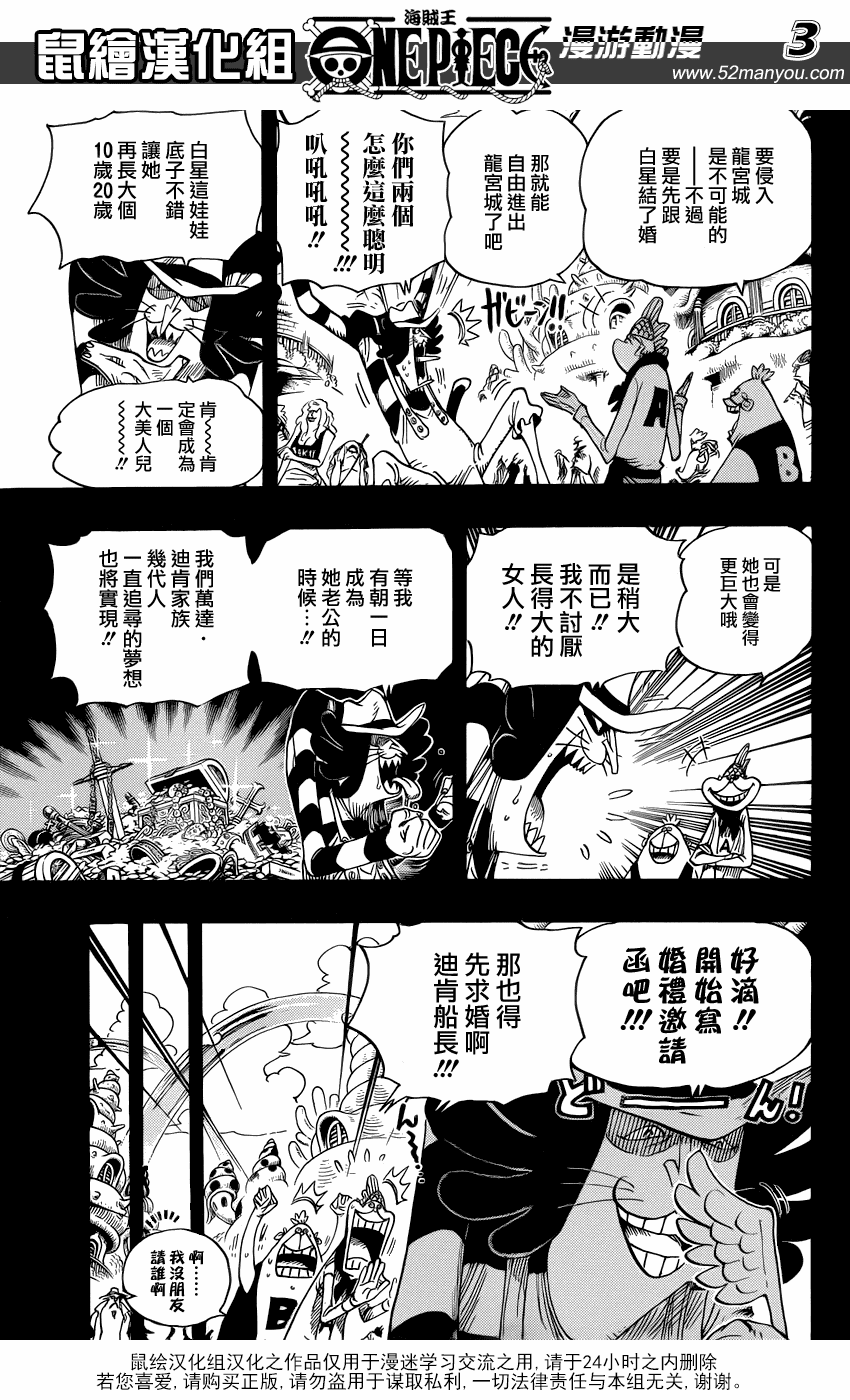 鼠繪漢化組
海賊王
ONE PIECE
漫游動漫
3
www.52manyou.com
要侵入
龍宮城
是不可能的
——不過
要是先跟
白星結了婚
那就能
自由進出
龍宮城了吧
你們兩個
怎麼這麼聰明
~~~~~!!!
叭吼吼吼!!
ガビーン!!
A
B
白星這娃娃
底子不錯
讓她
再長大個
10歲20歲
肯~~肯
定會成為
一個
大美人兒
~~~~!!
可是
她也會變得
更巨大哦
是稍大
而已!!
我不討厭
長得大的
女人!!
A
等我
有朝一日
成為
她老公的
時候…!!
我們萬達·
迪肯家族
幾代人
一直追尋的夢想
也將實現!!
好滴!!
開始寫
婚禮邀請
函吧!!!
那也得
先求婚啊
迪肯船長!!!
どーーん!
啊……
我沒朋友
請誰啊
B
鼠绘汉化组汉化之作品仅用于漫迷学习交流之用, 请于24小时之内删除
若您喜爱, 请购买正版, 请勿盗用于谋取私利, 一切法律责任与本组无关, 谢谢。